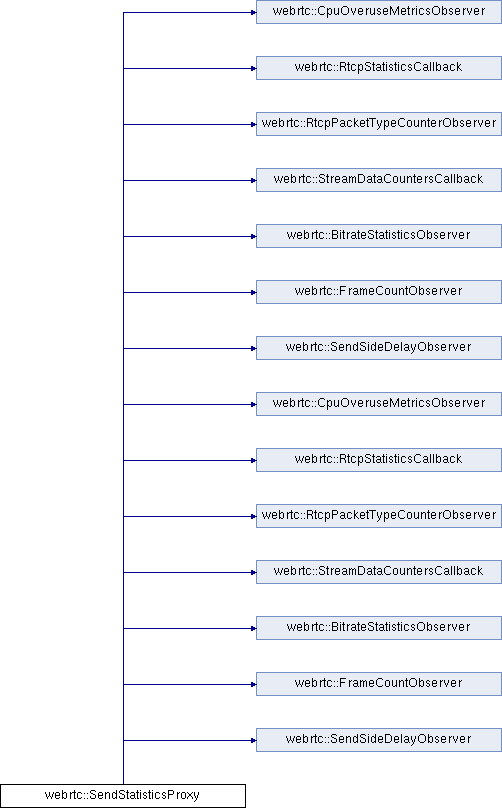 webrtc::CpuOveruseMetricsObserver
webrtc::RtcpStatisticsCallback
webrtc::RtcpPacketTypeCounterObserver
webrtc::StreamDataCountersCallback
webrtc::BitrateStatisticsObserver
webrtc::FrameCountObserver
webrtc::SendSideDelayObserver
webrtc::CpuOveruseMetricsObserver
webrtc::RtcpStatisticsCallback
webrtc::RtcpPacketTypeCounterObserver
webrtc::StreamDataCountersCallback
webrtc::BitrateStatisticsObserver
webrtc::FrameCountObserver
webrtc::SendSideDelayObserver
webrtc::SendStatisticsProxy